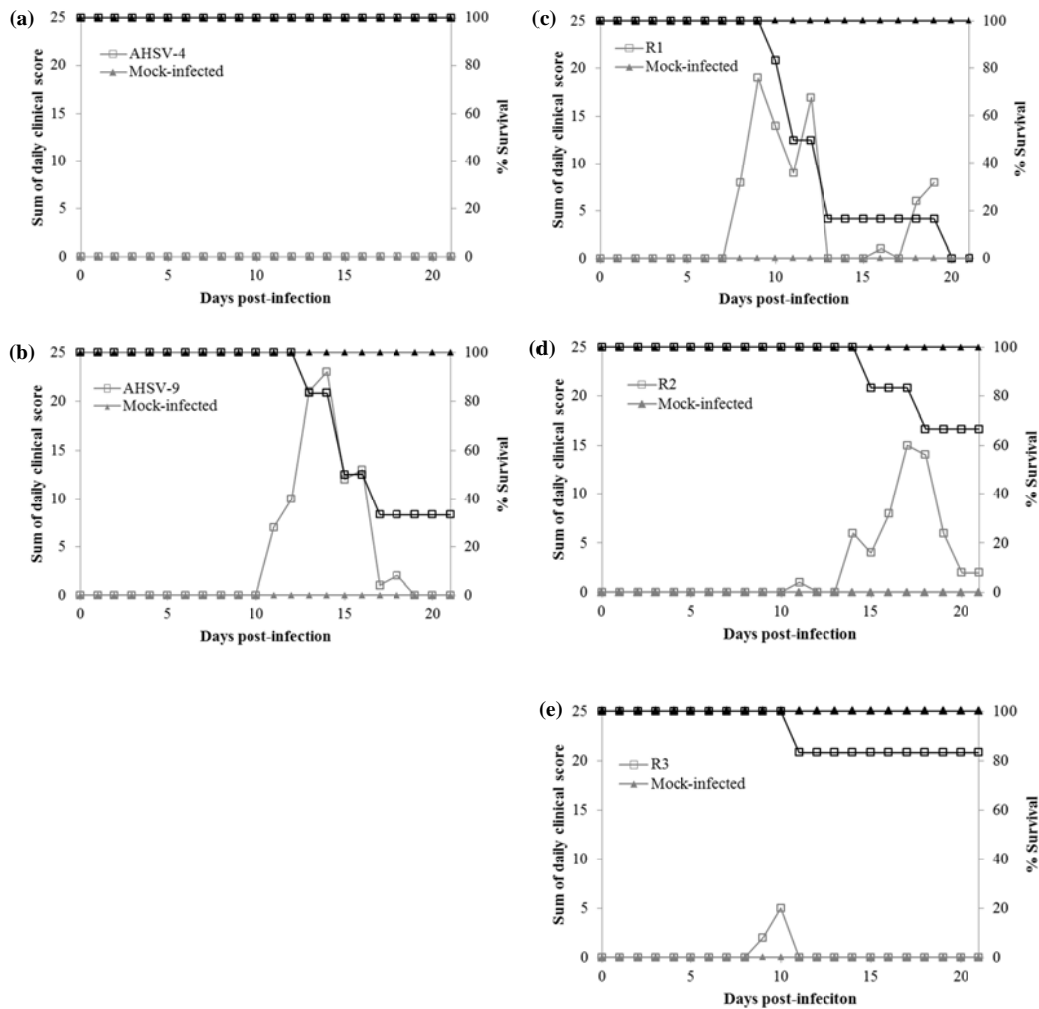 (a)
25
20
15
10
5
0
Sum of daily clinical score
AHSV-4
Mock-infected
100
80
60
40
20
0
% Survival
0 5 10 15 20
Days post-infection
(b)
25
20
15
10
5
0
Sum of daily clinical score
AHSV-9
Mock-infected
100
80
60
40
20
0
% Survival
0 5 10 15 20
Days post-infection
(c)
25
20
15
10
5
0
Sum of daily clinical score
R1
Mock-infected
100
80
60
40
20
0
% Survival
0 5 10 15 20
Days post-infection
(d)
25
20
15
10
5
0
Sum of daily clinical score
R2
Mock-infected
100
80
60
40
20
0
% Survival
0 5 10 15 20
Days post-infection
(e)
25
20
15
10
5
0
Sum of daily clinical score
R3
Mock-infected
100
80
60
40
20
0
% Survival
0 5 10 15 20
Days post-infeciton